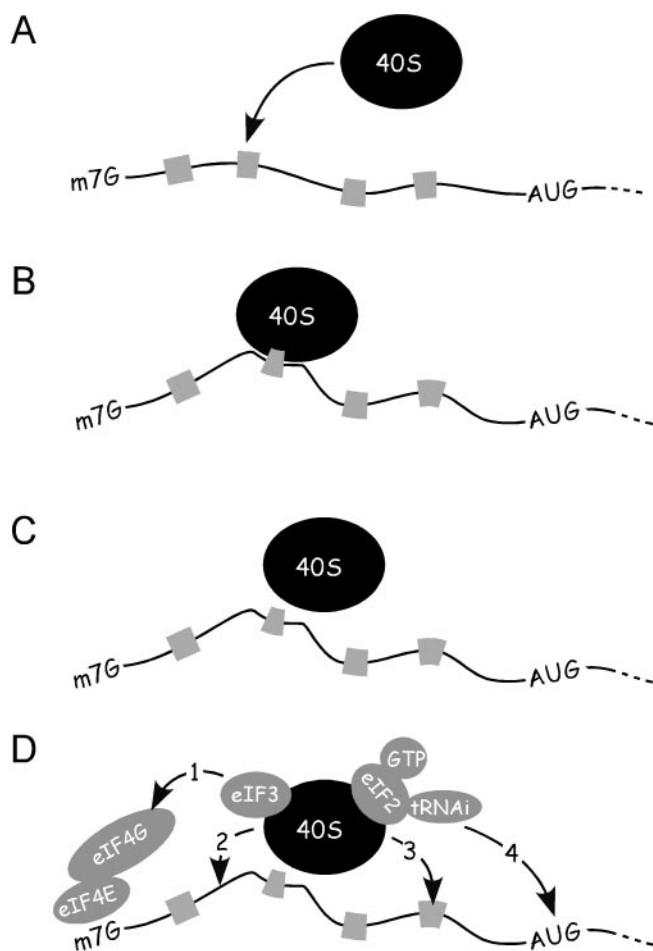 A
40S
m7G
AUG
B
40S
m7G
AUG
C
40S
m7G
AUG
D
GTP
1
eIF3
eIF2
tRNAi
40S
eIF4G
2
3
4
eIF4E
m7G
AUG